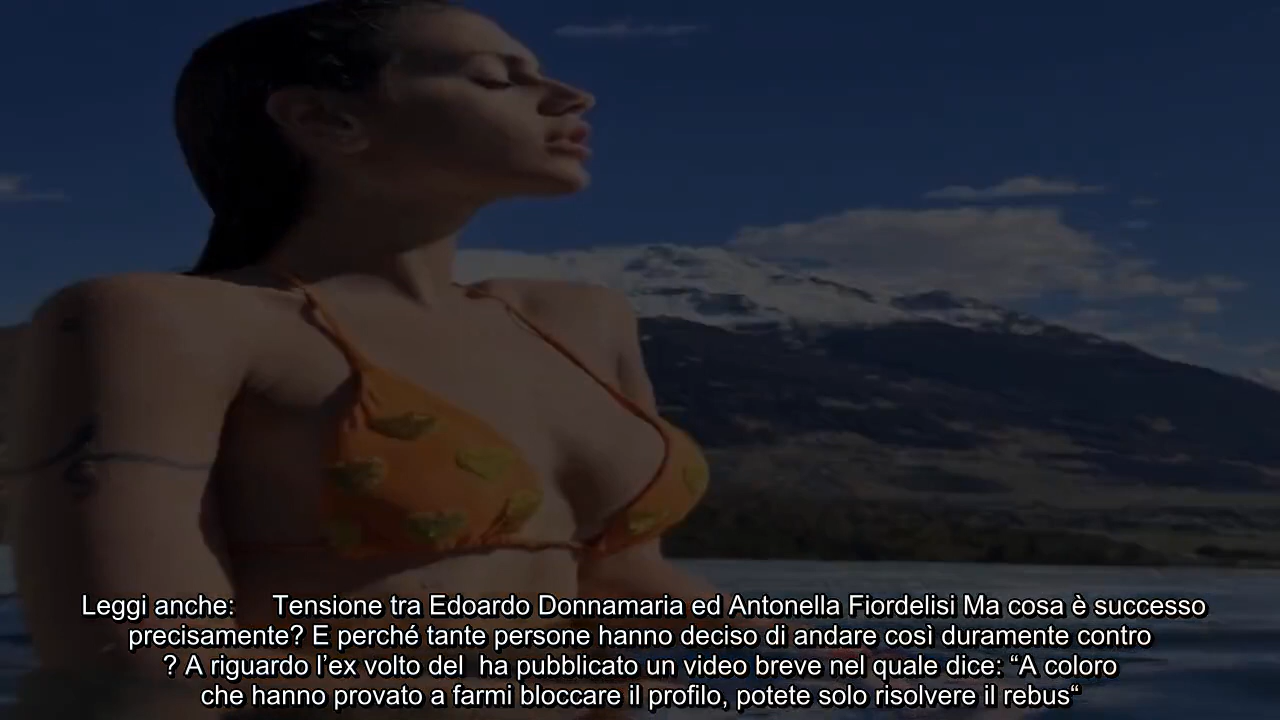 Leggi anche: Tensione tra Edoardo Donnamaria ed Antonella Fiordelisi Ma cosa è successo
precisamente? E perché tante persone hanno deciso di andare così duramente contro
? A riguardo l'ex volto del ha pubblicato un video breve nel quale dice: “A coloro
che hanno provato a farmi bloccare il profilo, potete solo risolvere il rebus“